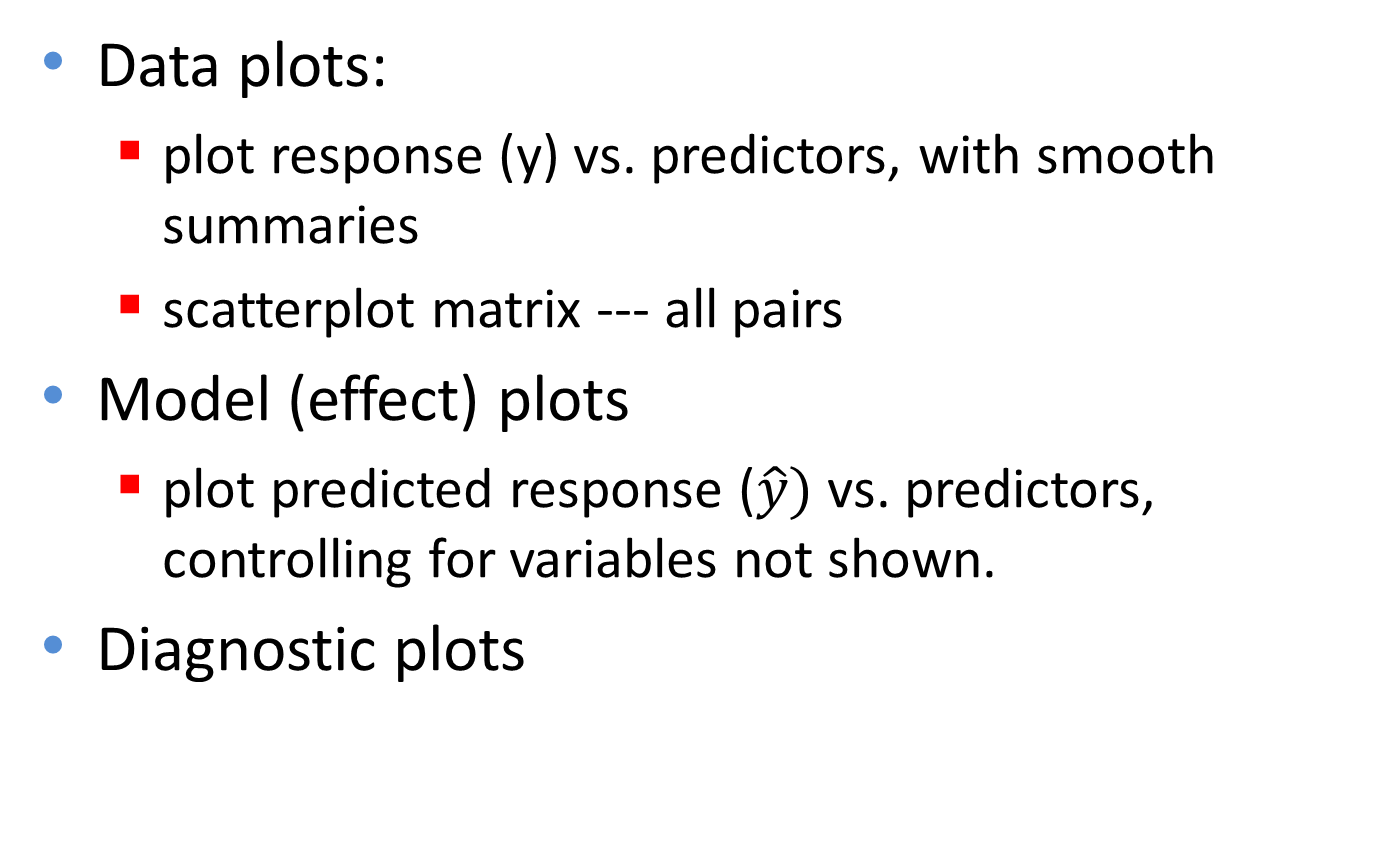 • Data plots:
▪ plot response (y) vs. predictors, with smooth
summaries
▪ scatterplot matrix --- all pairs
• Model (effect) plots
▪ plot predicted response (ŷ) vs. predictors,
controlling for variables not shown.
• Diagnostic plots